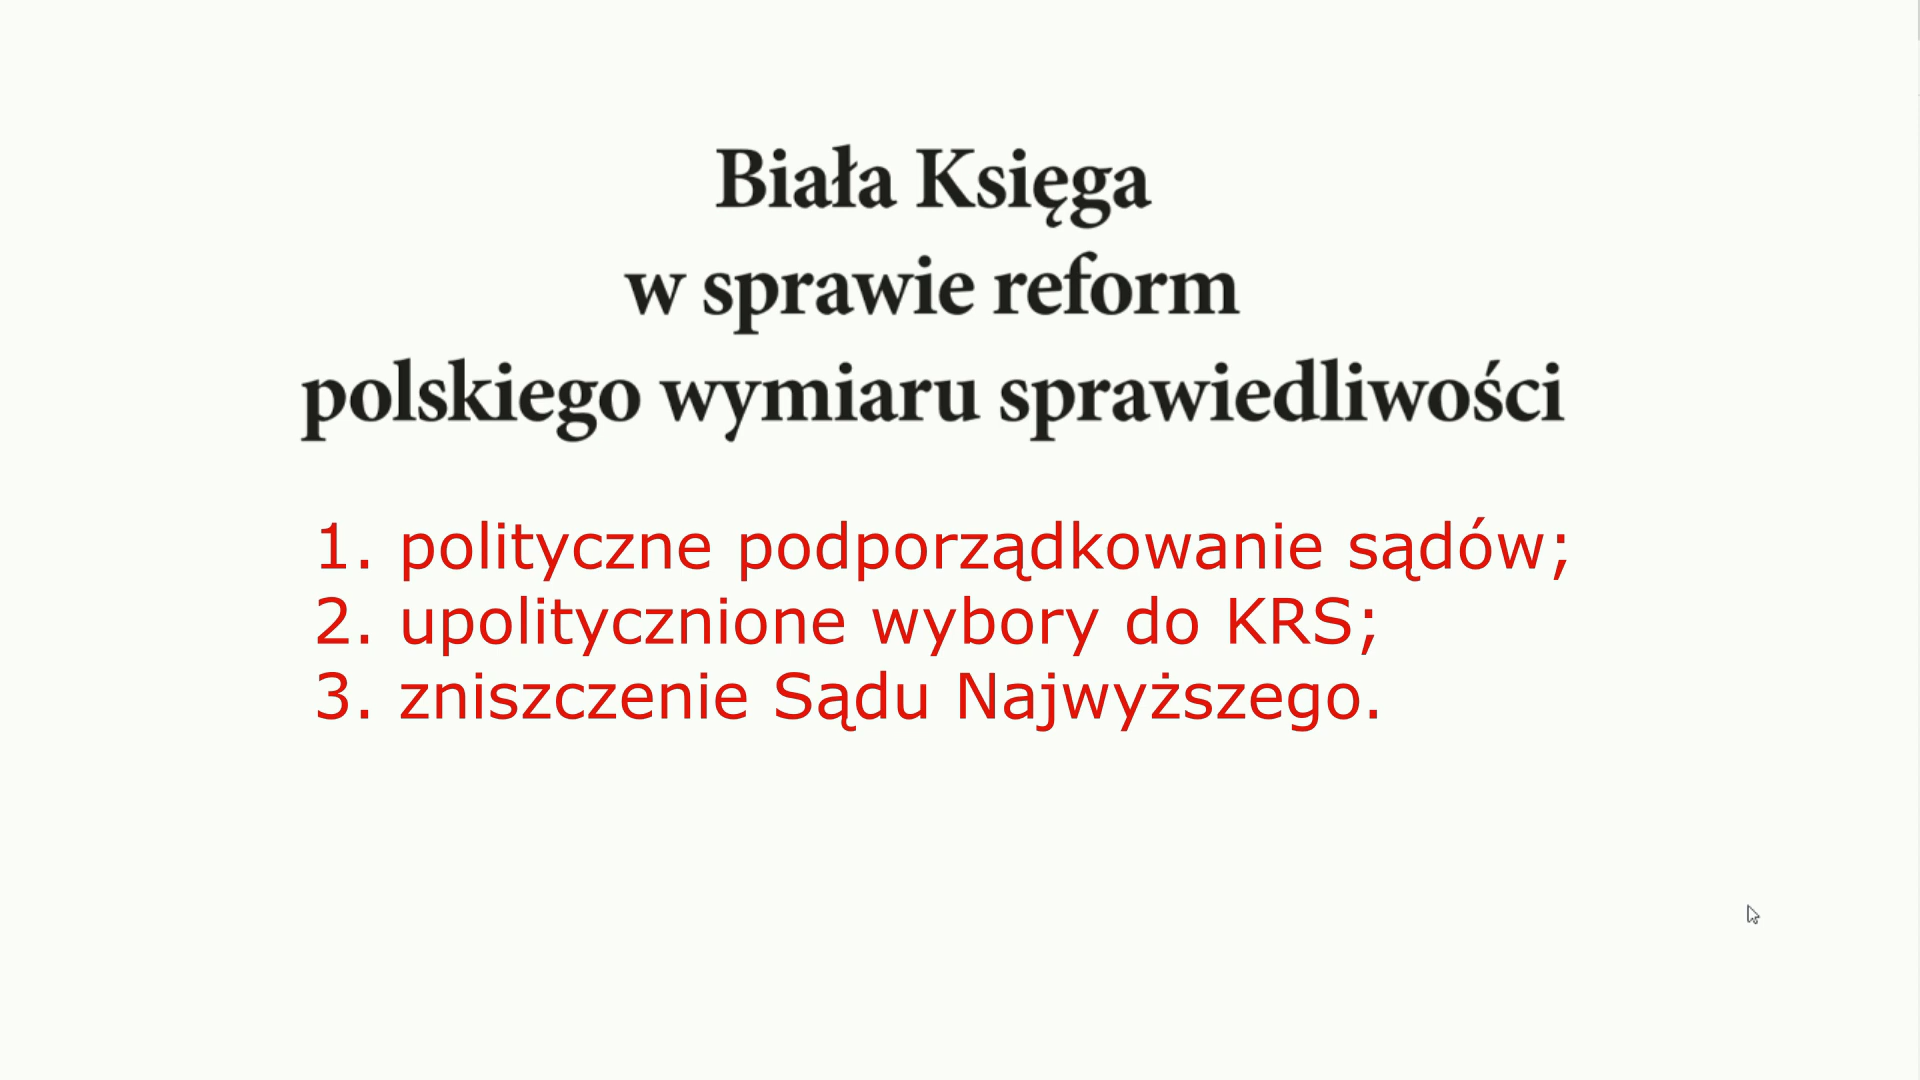 Biała Księga
w sprawie reform
polskiego wymiaru sprawiedliwości
1. polityczne podporządkowanie sądów;
2. upolitycznione wybory do KRS;
3. zniszczenie Sądu Najwyższego.